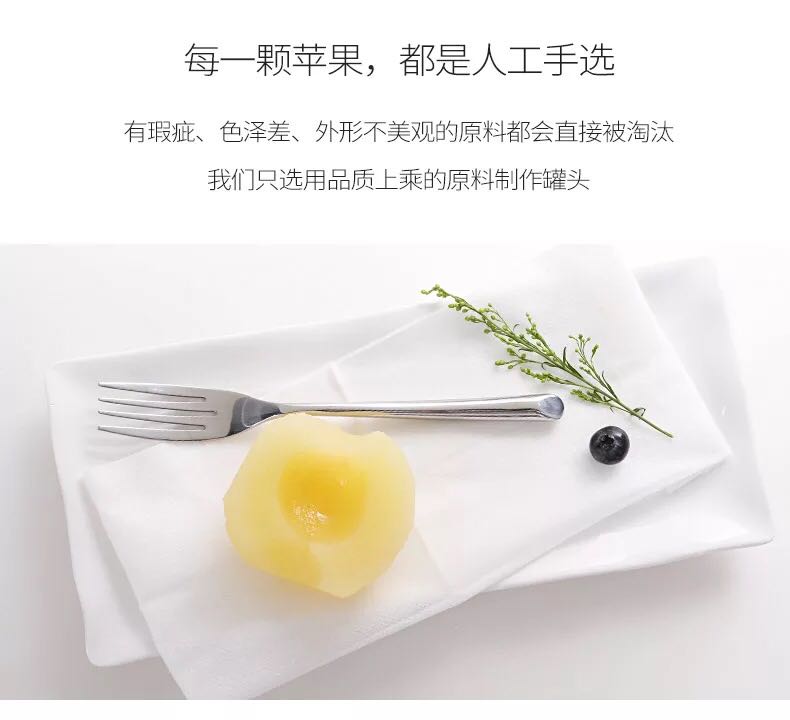 每一颗苹果，都是人工手选
有瑕疵、色泽差、外形不美观的原料都会直接被淘汰
我们只选用品质上乘的原料制作罐头